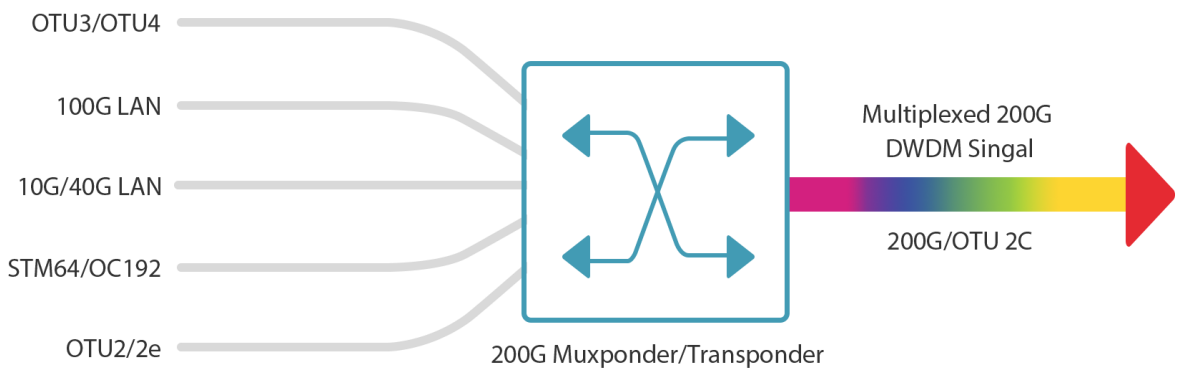 OTU3/OTU4
100G LAN
10G/40G LAN
STM64/OC192
OTU2/2e
200G Muxponder/Transponder
Multiplexed 200G
DWDM Singal
200G/OTU 2C